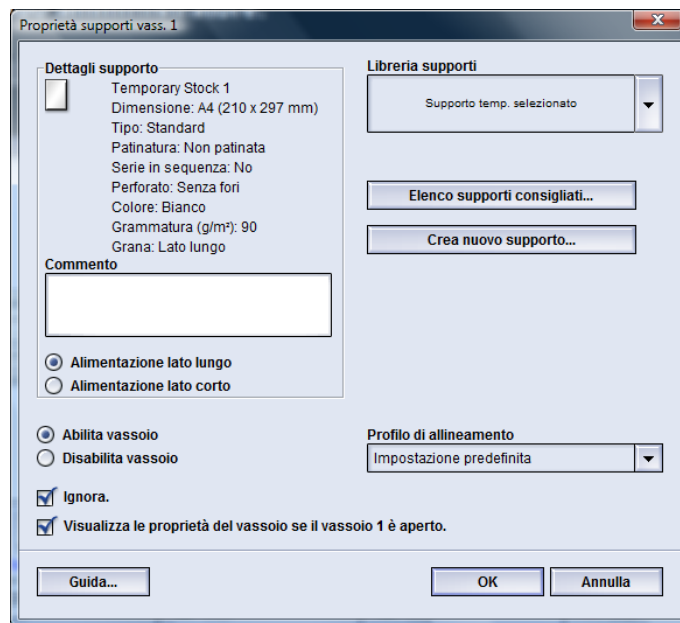 Proprietà supporti vass. 1
Dettagli supporto
Temporary Stock 1
Dimensione: A4 (210 x 297 mm)
Tipo: Standard
Patinatura: Non patinata
Serie in sequenza: No
Perforato: Senza fori
Colore: Bianco
Grammatura (g/m²): 90
Grana: Lato lungo
Commento
Alimentazione lato lungo
Alimentazione lato corto
Libreria supporti
Supporto temp. selezionato
Elenco supporti consigliati...
Crea nuovo supporto...
Abilita vassoio
Disabilita vassoio
Profilo di allineamento
Impostazione predefinita
Ignora.
Visualizza le proprietà del vassoio se il vassoio 1 è aperto.
Guida...
OK
Annulla